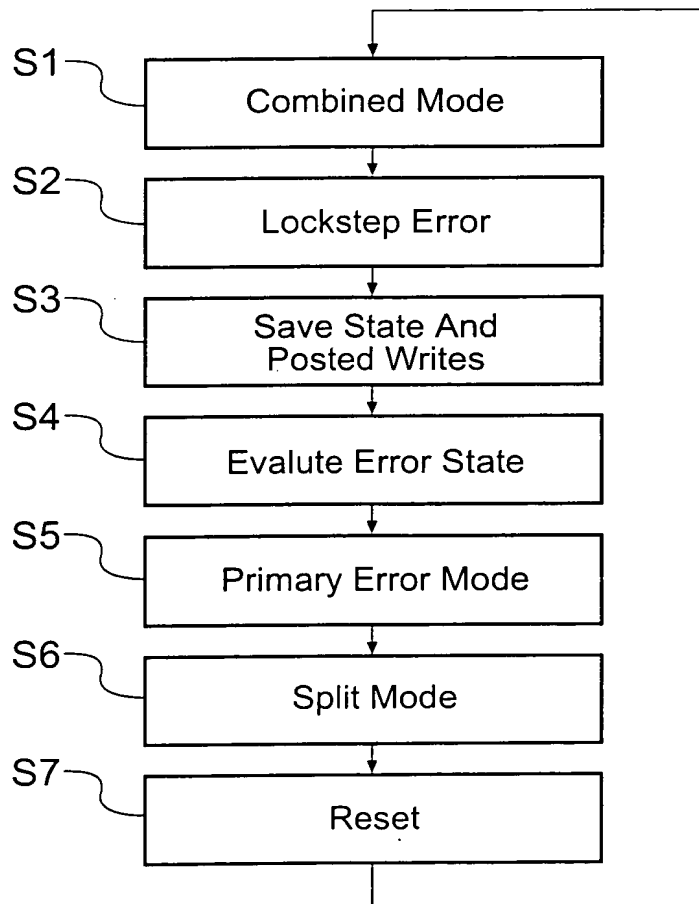 S1
Combined Mode
S2
Lockstep Error
S3
Save State And
Posted Writes
S4
Evalute Error State
S5
Primary Error Mode
S6
Split Mode
S7
Reset